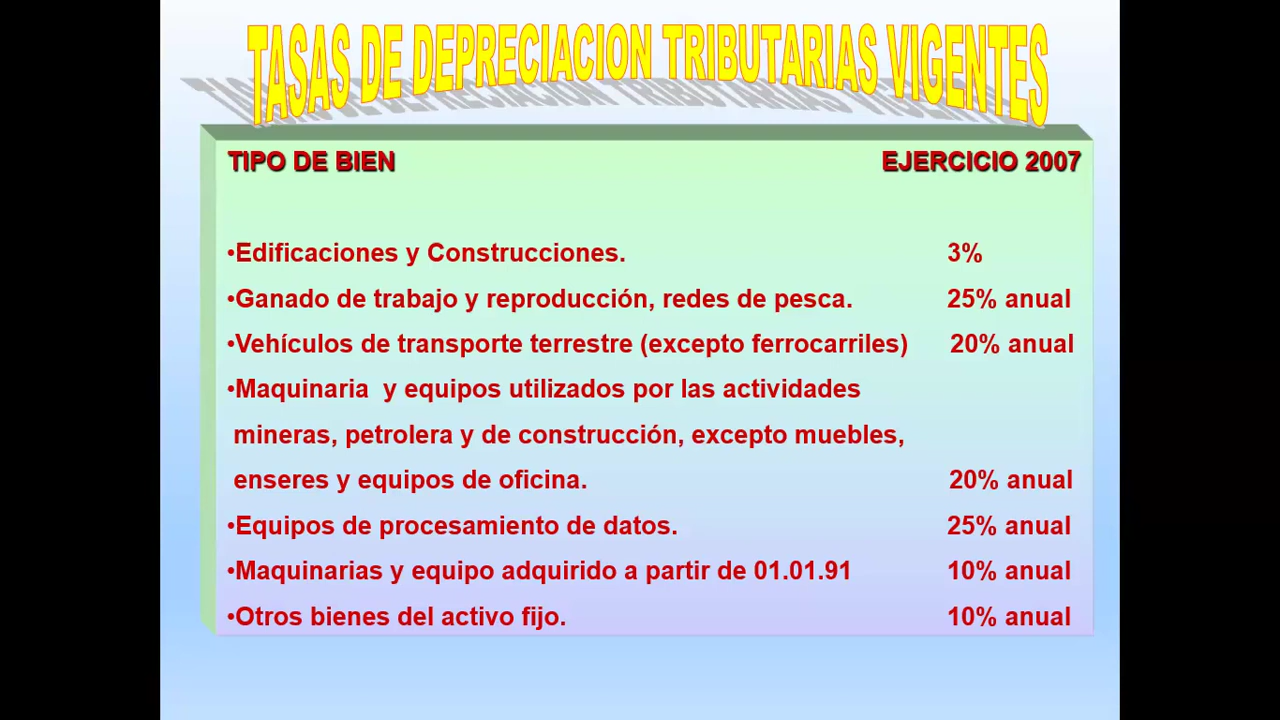 TASAS DE DEPRECIACION TRIBUTARIAS VIGENTES
TIPO DE BIEN EJERCICIO 2007
•Edificaciones y Construcciones. 3%
•Ganado de trabajo y reproducción, redes de pesca. 25% anual
•Vehículos de transporte terrestre (excepto ferrocarriles) 20% anual
•Maquinaria y equipos utilizados por las actividades
mineras, petrolera y de construcción, excepto muebles,
enseres y equipos de oficina. 20% anual
•Equipos de procesamiento de datos. 25% anual
•Maquinarias y equipo adquirido a partir de 01.01.91 10% anual
•Otros bienes del activo fijo. 10% anual